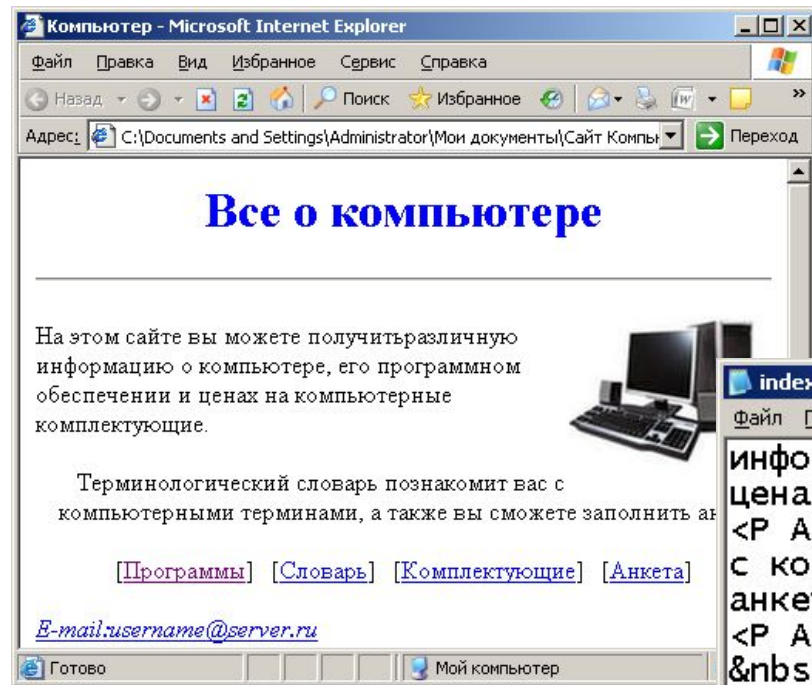 Компьютер - Microsoft Internet Explorer
Файл Правка Вид Избранное Сервис Справка
Назад Поиск Избранное »
Адрес: C:\Documents and Settings\Administrator\Мои документы\Сайт Компь Переход
Все о компьютере
На этом сайте вы можете получитьразличную
информацию о компьютере, его программном
обеспечении и ценах на компьютерные
комплектующие.
Терминологический словарь познакомит вас с
компьютерными терминами, а также вы сможете заполнить ан
[Программы] [Словарь] [Комплектующие] [Анкета]
E-mail:username@server.ru
Готово Мой компьютер
index
Файл
инфо
цена
<P A
с ко
анке
<P A
&nbs